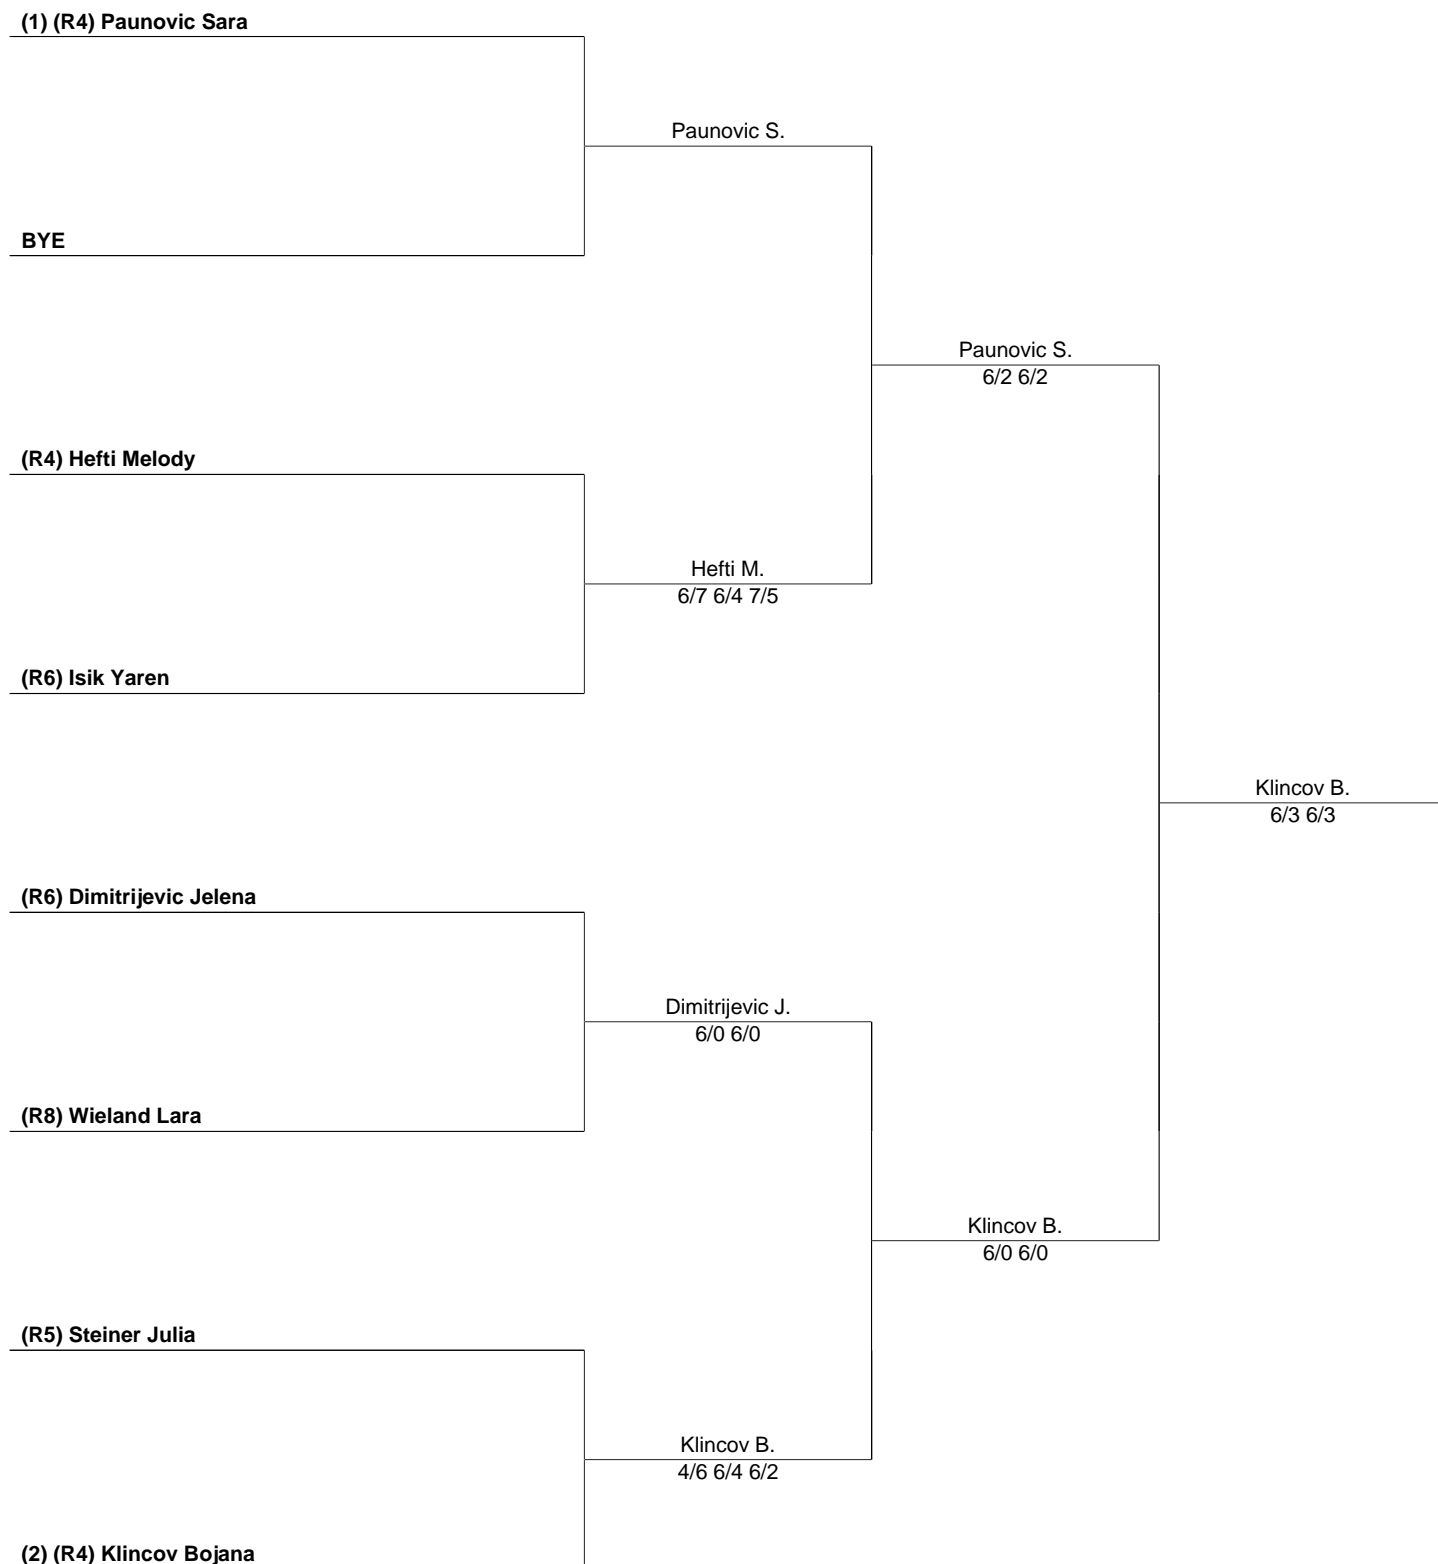 (1) (R4) Paunovic Sara
Paunovic S.
BYE
Paunovic S.
6/2 6/2
(R4) Hefti Melody
Hefti M.
6/7 6/4 7/5
(R6) Isik Yaren
Klincov B.
6/3 6/3
(R6) Dimitrijevic Jelena
Dimitrijevic J.
6/0 6/0
(R8) Wieland Lara
Klincov B.
6/0 6/0
(R5) Steiner Julia
Klincov B.
4/6 6/4 6/2
(2) (R4) Klincov Bojana